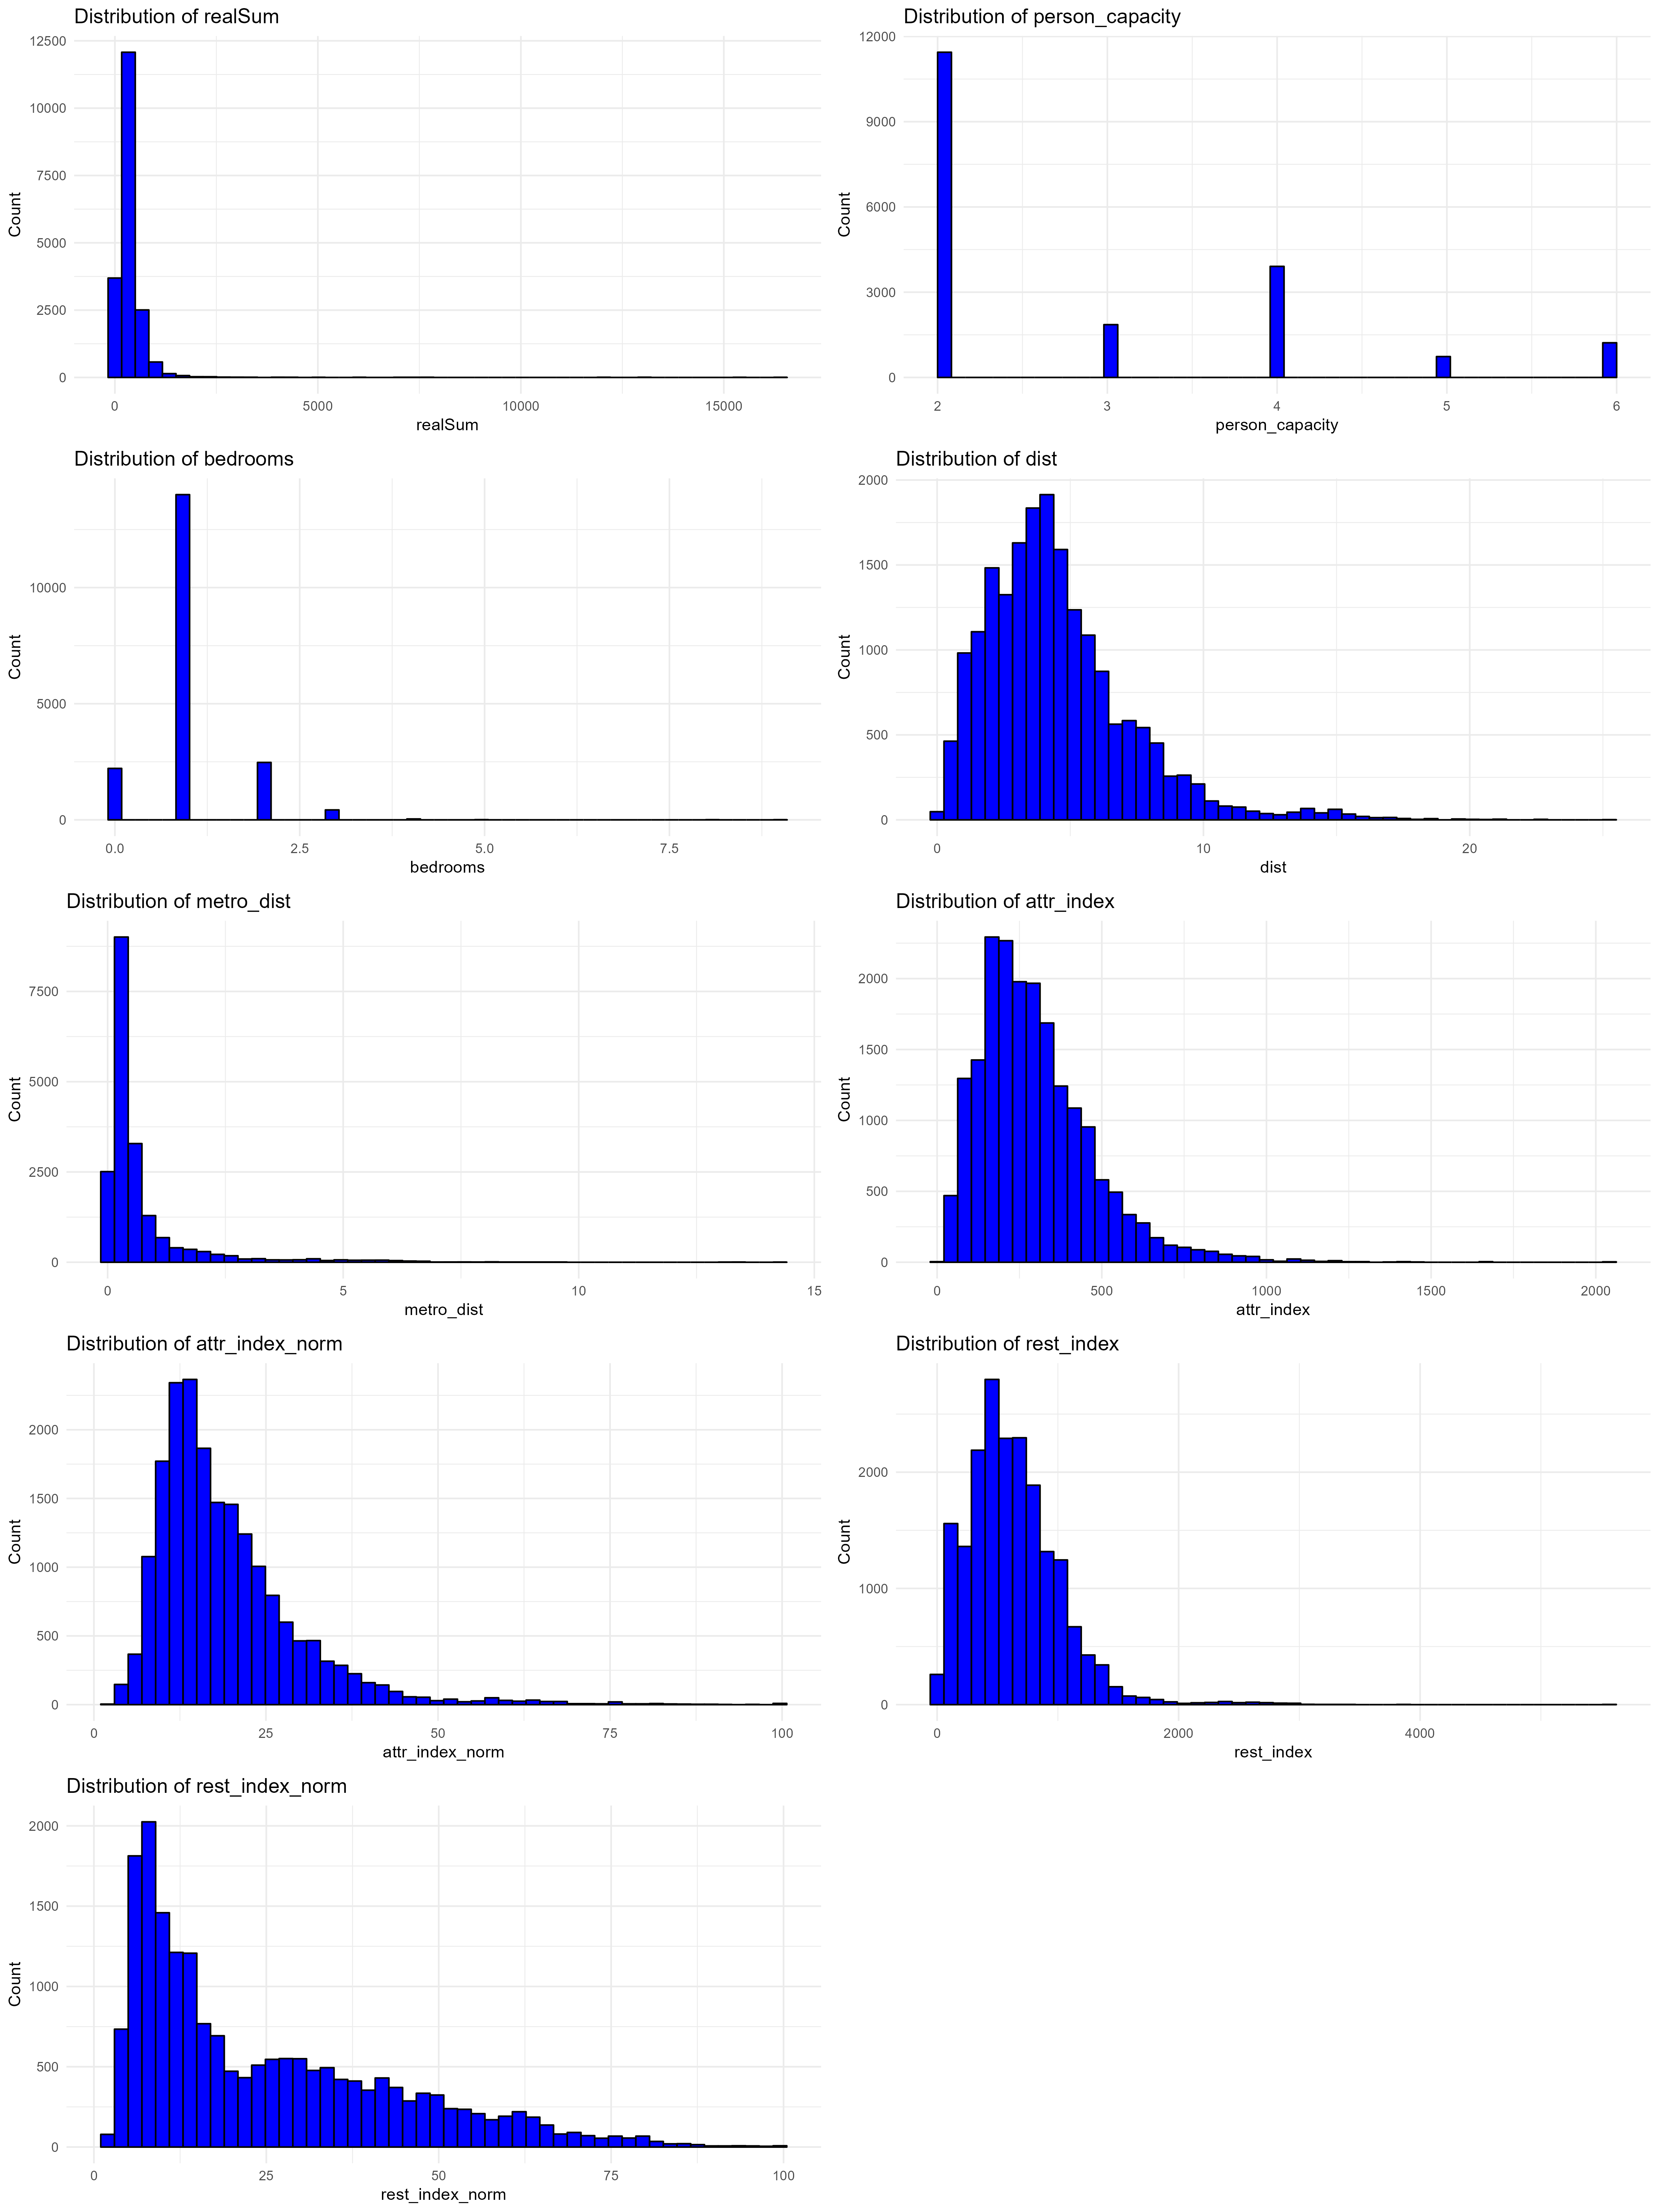 Distribution of realSum
12500
10000
7500
5000
2500
0
Count
0 5000 10000 15000
realSum
Distribution of person_capacity
12000
9000
6000
3000
0
Count
2 3 4 5 6
person_capacity
Distribution of bedrooms
10000
5000
0
Count
0.0 2.5 5.0 7.5
bedrooms
Distribution of dist
2000
1500
1000
500
0
Count
0 10 20
dist
Distribution of metro_dist
7500
5000
2500
0
Count
0 5 10 15
metro_dist
Distribution of attr_index
2000
1500
1000
500
0
Count
0 500 1000 1500 2000
attr_index
Distribution of attr_index_norm
2000
1500
1000
500
0
Count
0 25 50 75 100
attr_index_norm
Distribution of rest_index
2000
1000
0
Count
0 2000 4000
rest_index
Distribution of rest_index_norm
2000
1500
1000
500
0
Count
0 25 50 75 100
rest_index_norm